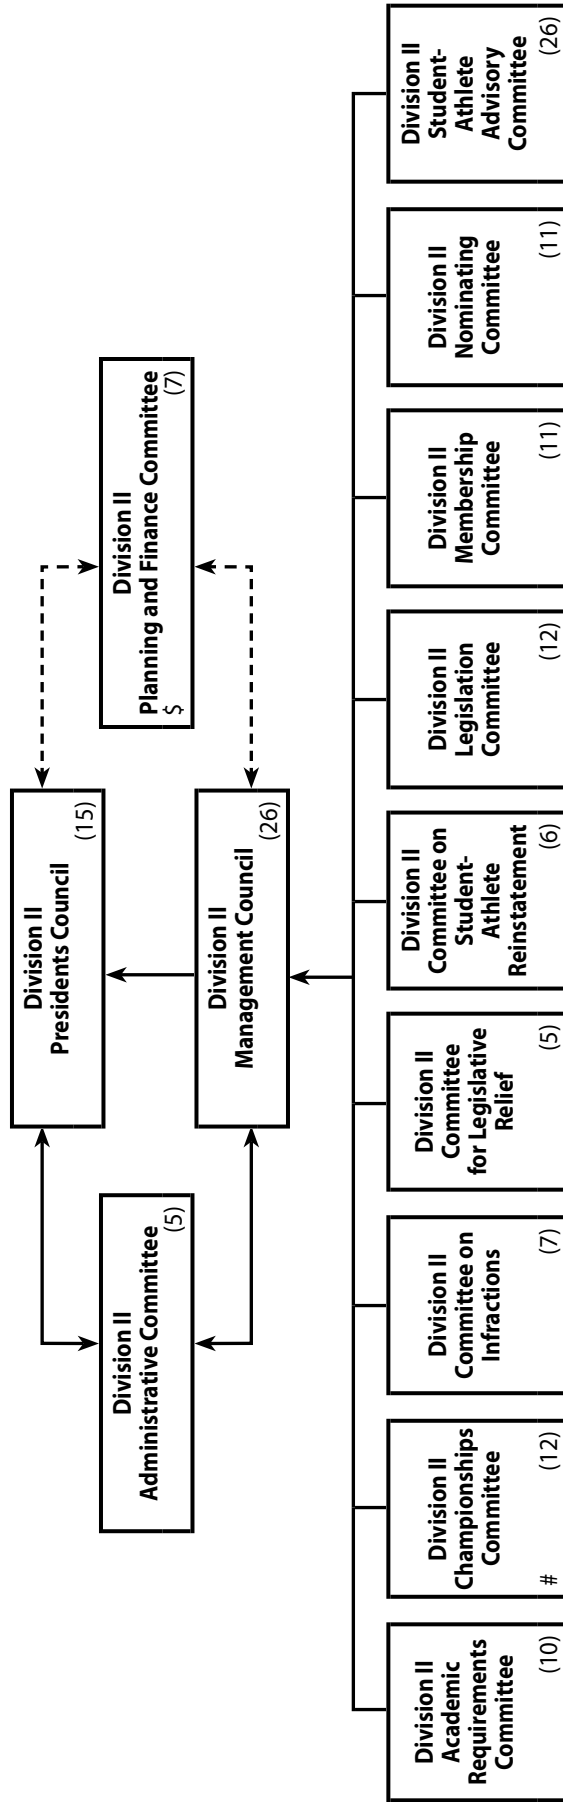 Division II
Presidents Council
(15)
Division II
Administrative Committee
(5)
Division II
Planning and Finance Committee
$
(7)
Division II
Management Council
(26)
Division II
Academic
Requirements
Committee
(10)
Division II
Championships
Committee
#
(12)
Division II
Committee on
Infractions
(7)
Division II
Committee
for Legislative
Relief
(5)
Division II
Committee on
Student-
Athlete
Reinstatement
(6)
Division II
Legislation
Committee
(12)
Division II
Membership
Committee
(11)
Division II
Nominating
Committee
(11)
Division II
Student-
Athlete
Advisory
Committee
(26)